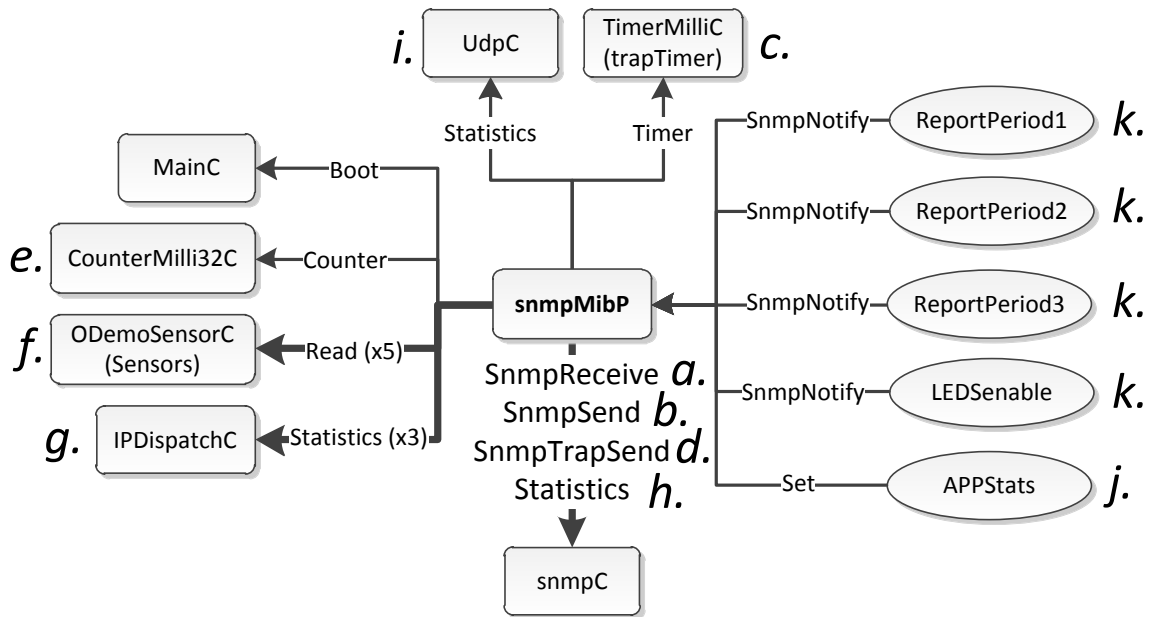 i.
UdpC
TimerMilliC
(trapTimer)
c.
Statistics
Timer
SnmpNotify
ReportPeriod1
k.
MainC
Boot
SnmpNotify
ReportPeriod2
k.
e.
CounterMilli32C
Counter
snmpMibP
SnmpNotify
ReportPeriod3
k.
f.
ODemoSensorC
(Sensors)
Read (x5)
SnmpReceive a.
SnmpSend b.
SnmpTrapSend d.
Statistics h.
SnmpNotify
LEDSenable
k.
g.
IPDispatchC
Statistics (x3)
Set
APPStats
j.
snmpC